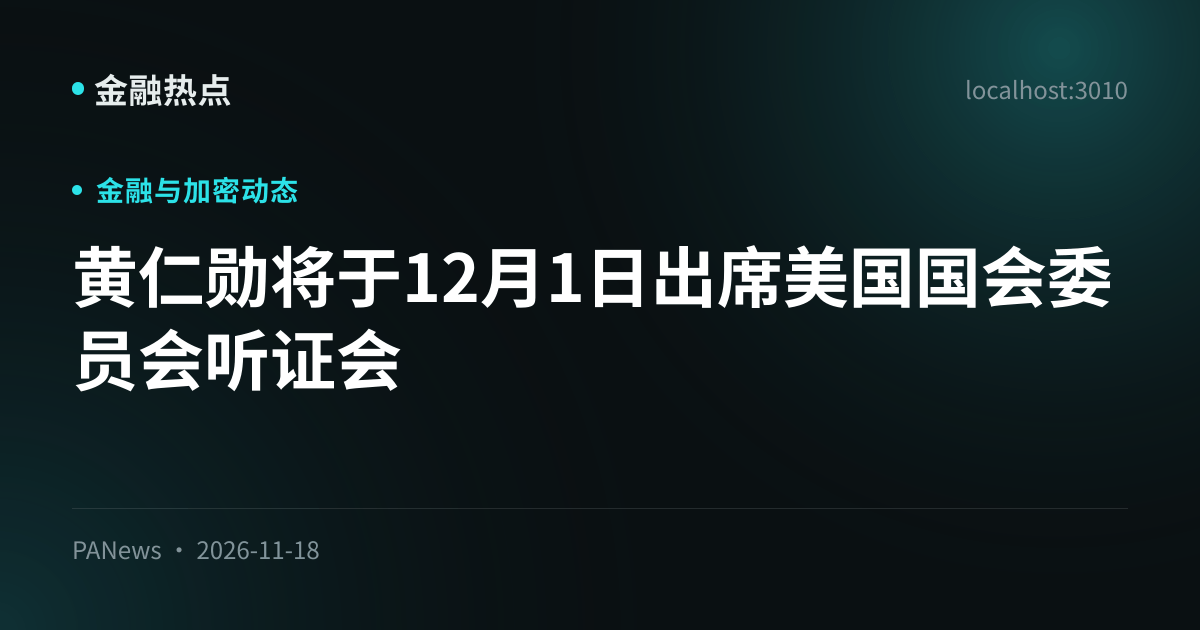 金融热点
localhost:3010
金融与加密动态
黄仁勋将于12月1日出席美国国会委
员会听证会
PANews • 2026-11-18